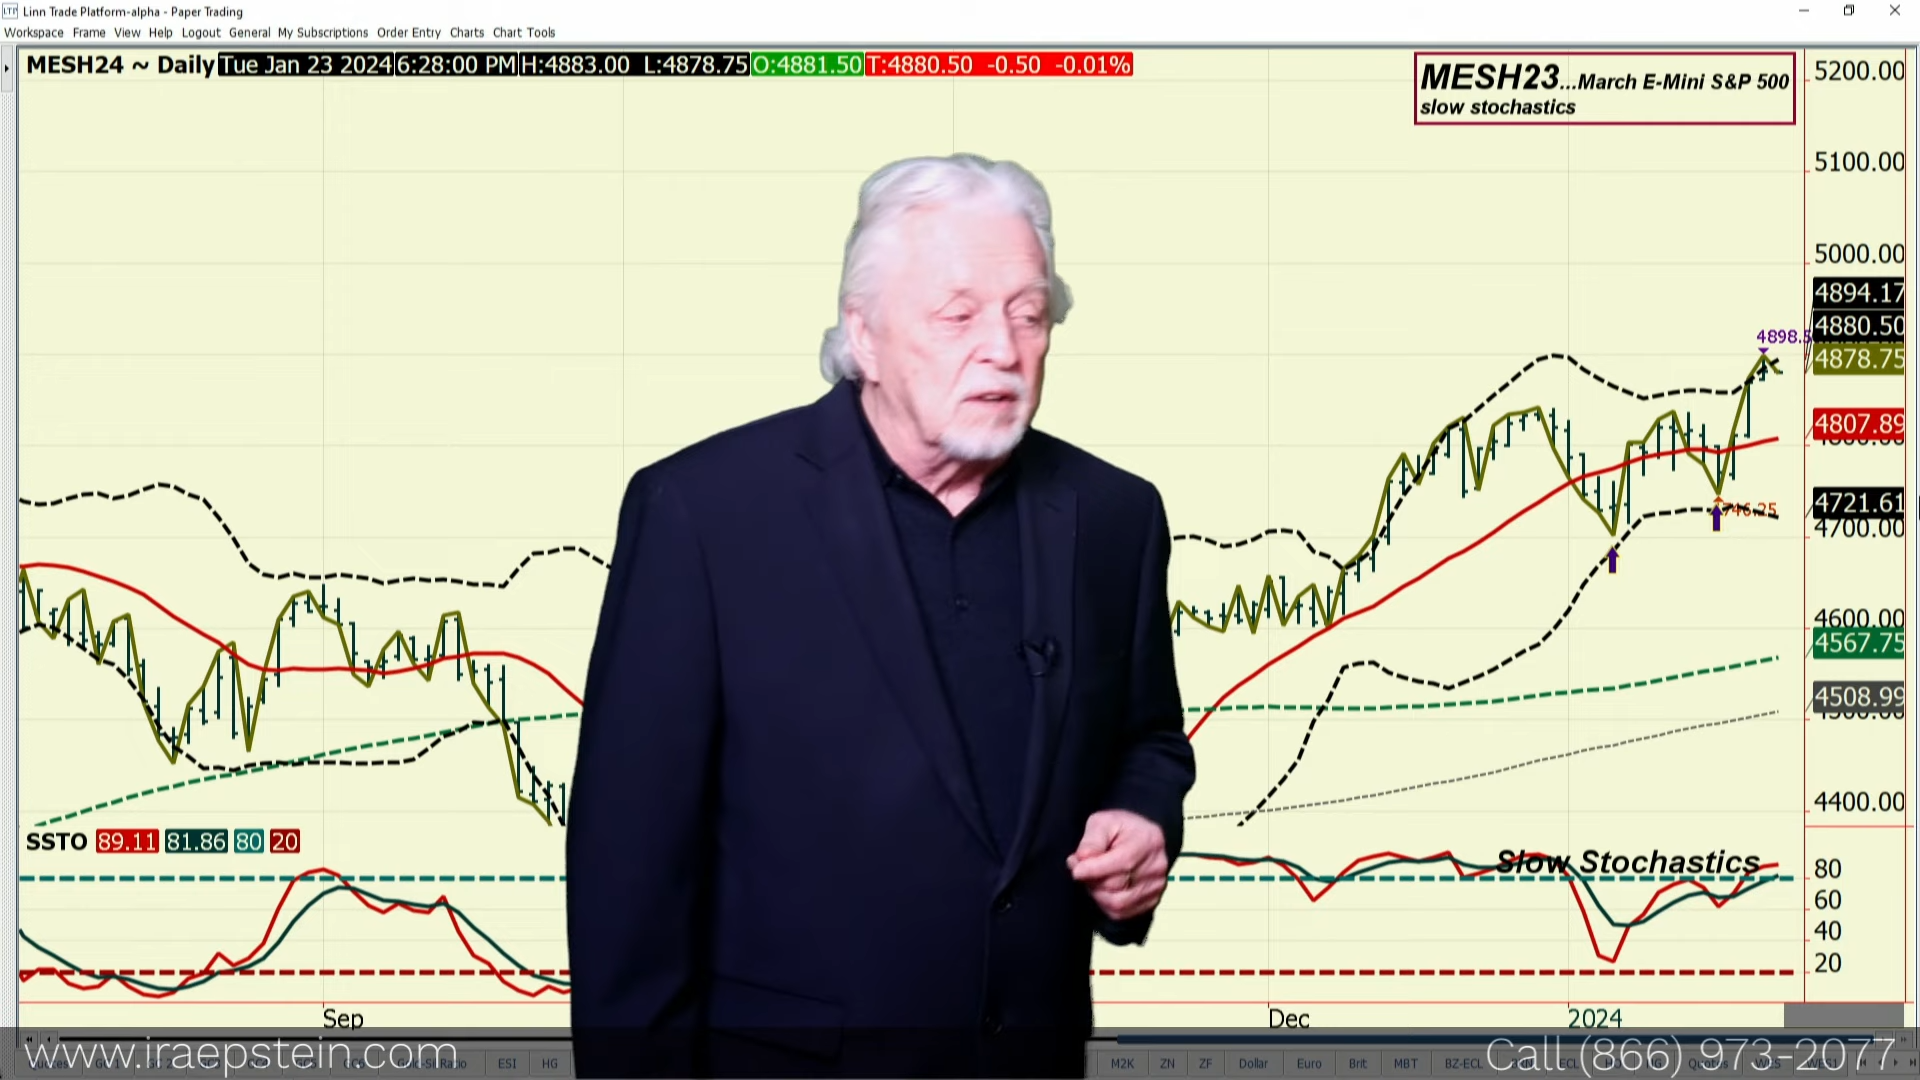 Linn Trade Platform-alpha - Paper Trading
Workspace Frame View Help Logout General My Subscriptions Order Entry Charts Chart Tools
MESH24 ~ Daily Tue Jan 23 2024 6:28:00 PM H:4883.00 L:4878.75 O:4881.50 T:4880.50 -0.50 -0.01%
MESH23...March E-Mini S&P 500
slow stochastics
5200.00
5100.00
5000.00
4894.17
4880.50
4898.5
4878.75
4807.89
4721.61
4700.00
4600.00
4567.75
4508.99
4400.00
SSTO 89.11 81.86 80 20
Slow Stochastics
80
60
40
20
Sep Dec 2024
www.iraepstein.com Call (866) 973-2077
ESI HG M2K ZN ZF Dollar Euro Brit MBT BZ-ECL